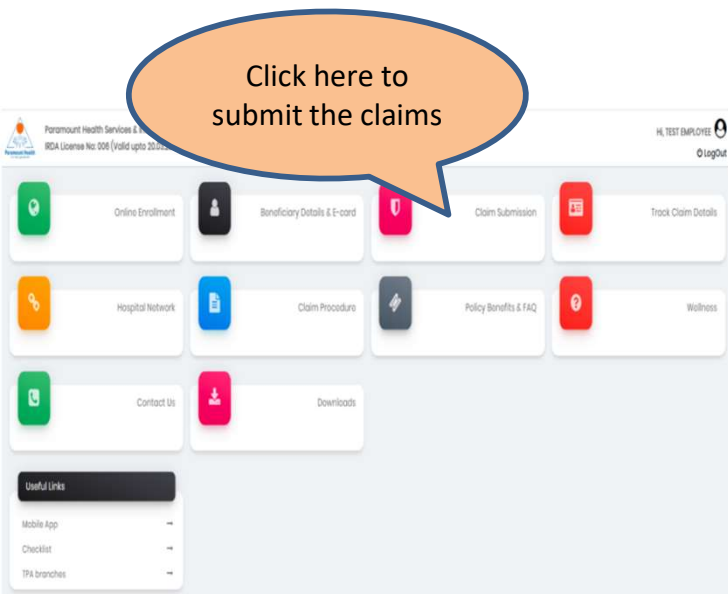 Click here to
submit the claims
Paramount Health Services &
IRDA License No: 006 (Valid upto 20.02.
HI, TEST EMPLOYEE
LogOut
Online Enrollment
Beneficiary Details & E-card
Claim Submission
Track Claim Details
Hospital Network
Claim Procedure
Policy Benefits & FAQ
Wellness
Contact Us
Downloads
Useful Links
Mobile App
Checklist
TPA branches